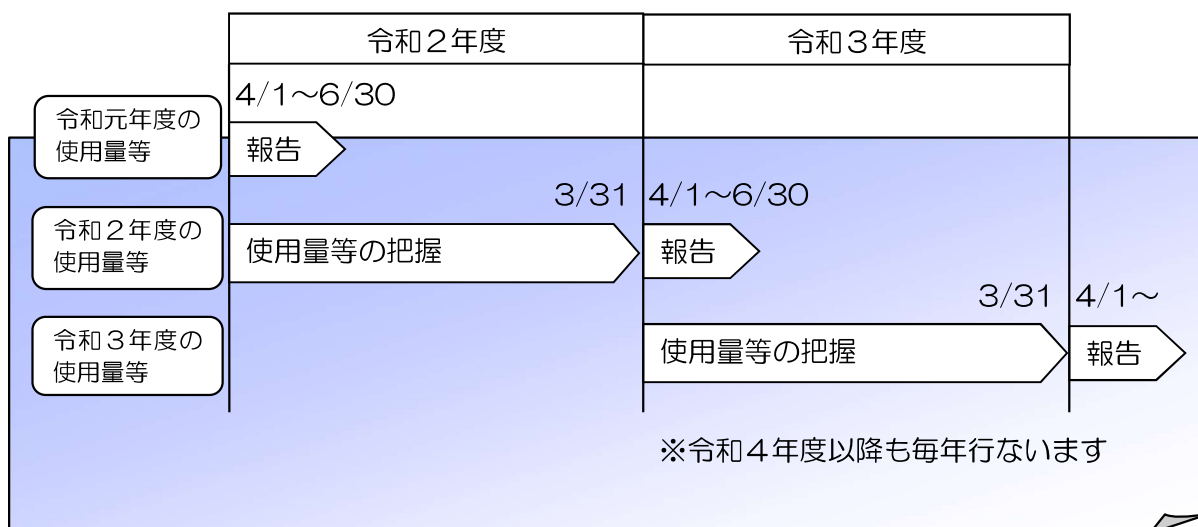 令和２年度
令和３年度
4/1～6/30
令和元年度の
使用量等
報告
3/31
4/1～6/30
令和２年度の
使用量等
使用量等の把握
報告
3/31
4/1～
令和３年度の
使用量等
使用量等の把握
報告
※令和４年度以降も毎年行ないます